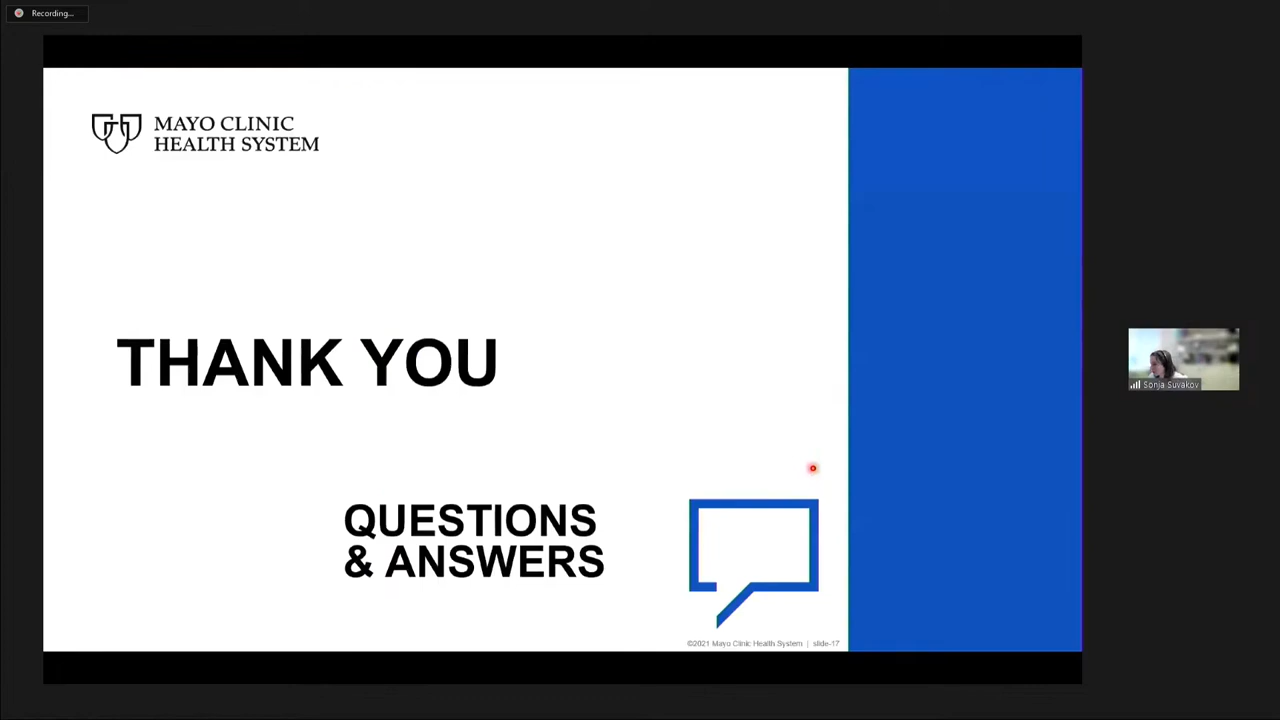 Recording...
MAYO CLINIC
HEALTH SYSTEM
THANK YOU
QUESTIONS
& ANSWERS
©2021 Mayo Clinic Health System | slide-17
Sonja Suvakov